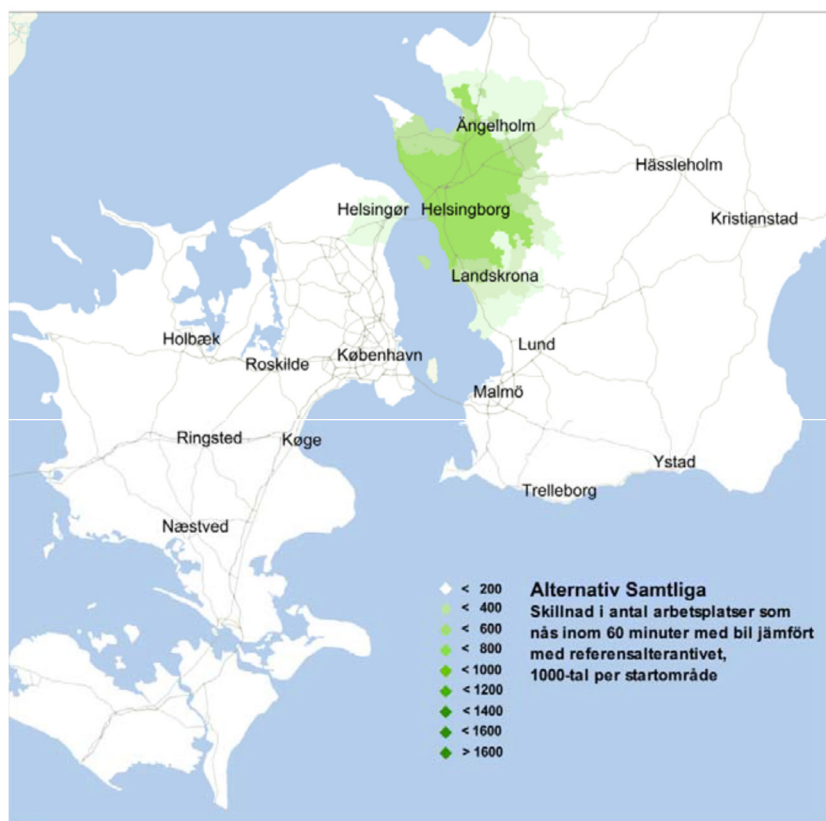 Ängelholm
Hässleholm
Helsingør
Helsingborg
Kristianstad
Landskrona
Holbæk
København
Lund
Roskilde
Malmö
Ringsted
Køge
Ystad
Trelleborg
Næstved
< 200
< 400
< 600
< 800
< 1000
< 1200
< 1400
< 1600
> 1600
Alternativ Samtliga
Skillnad i antal arbetsplatser som
nås inom 60 minuter med bil jämfört
med referensalterantivet,
1000-tal per startområde